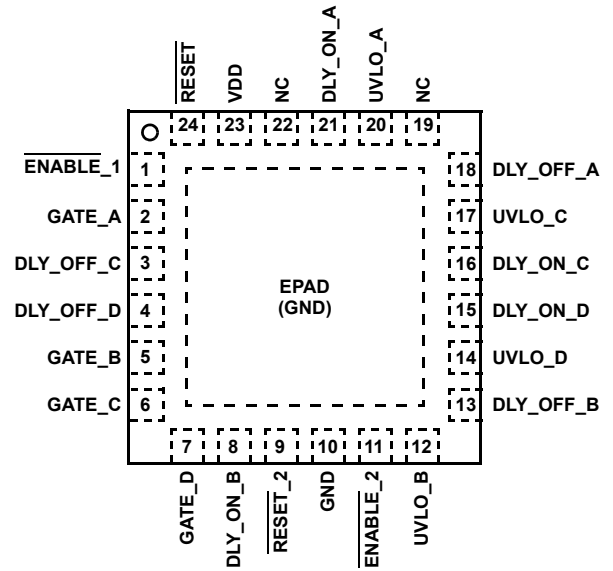 RESET
VDD
NC
DLY_ON_A
UVLO_A
NC
24 23 22 21 20 19
ENABLE_1 1
GATE_A 2
DLY_OFF_C 3
DLY_OFF_D 4
GATE_B 5
GATE_C 6
EPAD
(GND)
18 DLY_OFF_A
17 UVLO_C
16 DLY_ON_C
15 DLY_ON_D
14 UVLO_D
13 DLY_OFF_B
7 8 9 10 11 12
GATE_D
DLY_ON_B
RESET_2
GND
ENABLE_2
UVLO_B